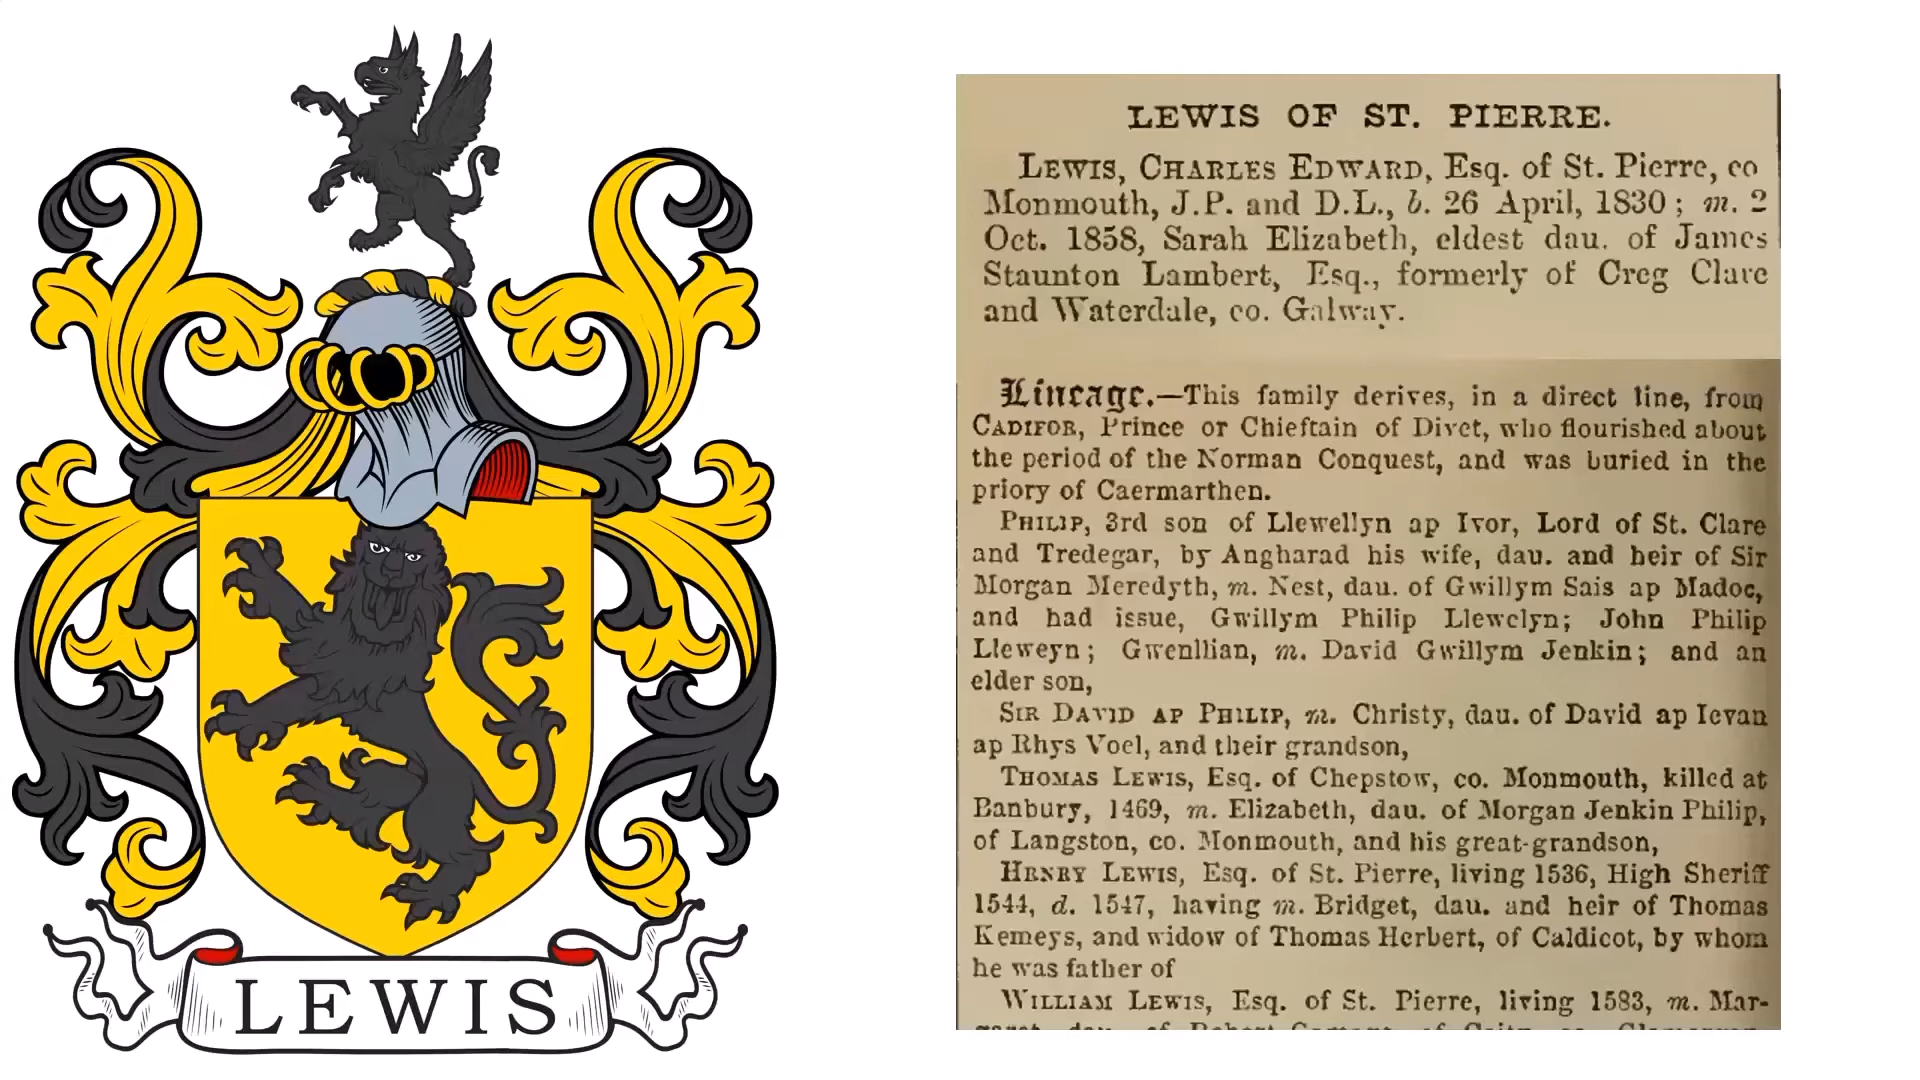 LEWIS
LEWIS OF ST. PIERRE.
LEWIS, CHARLES EDWARD, Esq. of St. Pierre, co
Monmouth, J.P. and D.L., b. 26 April, 1830; m. 2
Oct. 1858, Sarah Elizabeth, eldest dau. of James
Staunton Lambert, Esq., formerly of Creg Clare
and Waterdale, co. Galway.
Lineage.—This family derives, in a direct line, from
CADIFOR, Prince or Chieftain of Divet, who flourished about
the period of the Norman Conquest, and was buried in the
priory of Caermarthen.
PHILIP, 3rd son of Llewellyn ap Ivor, Lord of St. Clare
and Tredegar, by Angharad his wife, dau. and heir of Sir
Morgan Meredyth, m. Nest, dau. of Gwillym Sais ap Madoc,
and had issue, Gwillym Philip Llewelyn; John Philip
Lleweyn; Gwenllian, m. David Gwillym Jenkin; and an
elder son,
SIR DAVID AP PHILIP, m. Christy, dau. of David ap Ievan
ap Rhys Voel, and their grandson,
THOMAS LEWIS, Esq. of Chepstow, co. Monmouth, killed at
Banbury, 1469, m. Elizabeth, dau. of Morgan Jenkin Philip,
of Langston, co. Monmouth, and his great-grandson,
HENRY LEWIS, Esq. of St. Pierre, living 1536, High Sheriff
1544, d. 1547, having m. Bridget, dau. and heir of Thomas
Kemeys, and widow of Thomas Herbert, of Caldicot, by whom
he was father of
WILLIAM LEWIS, Esq. of St. Pierre, living 1583, m. Mar-